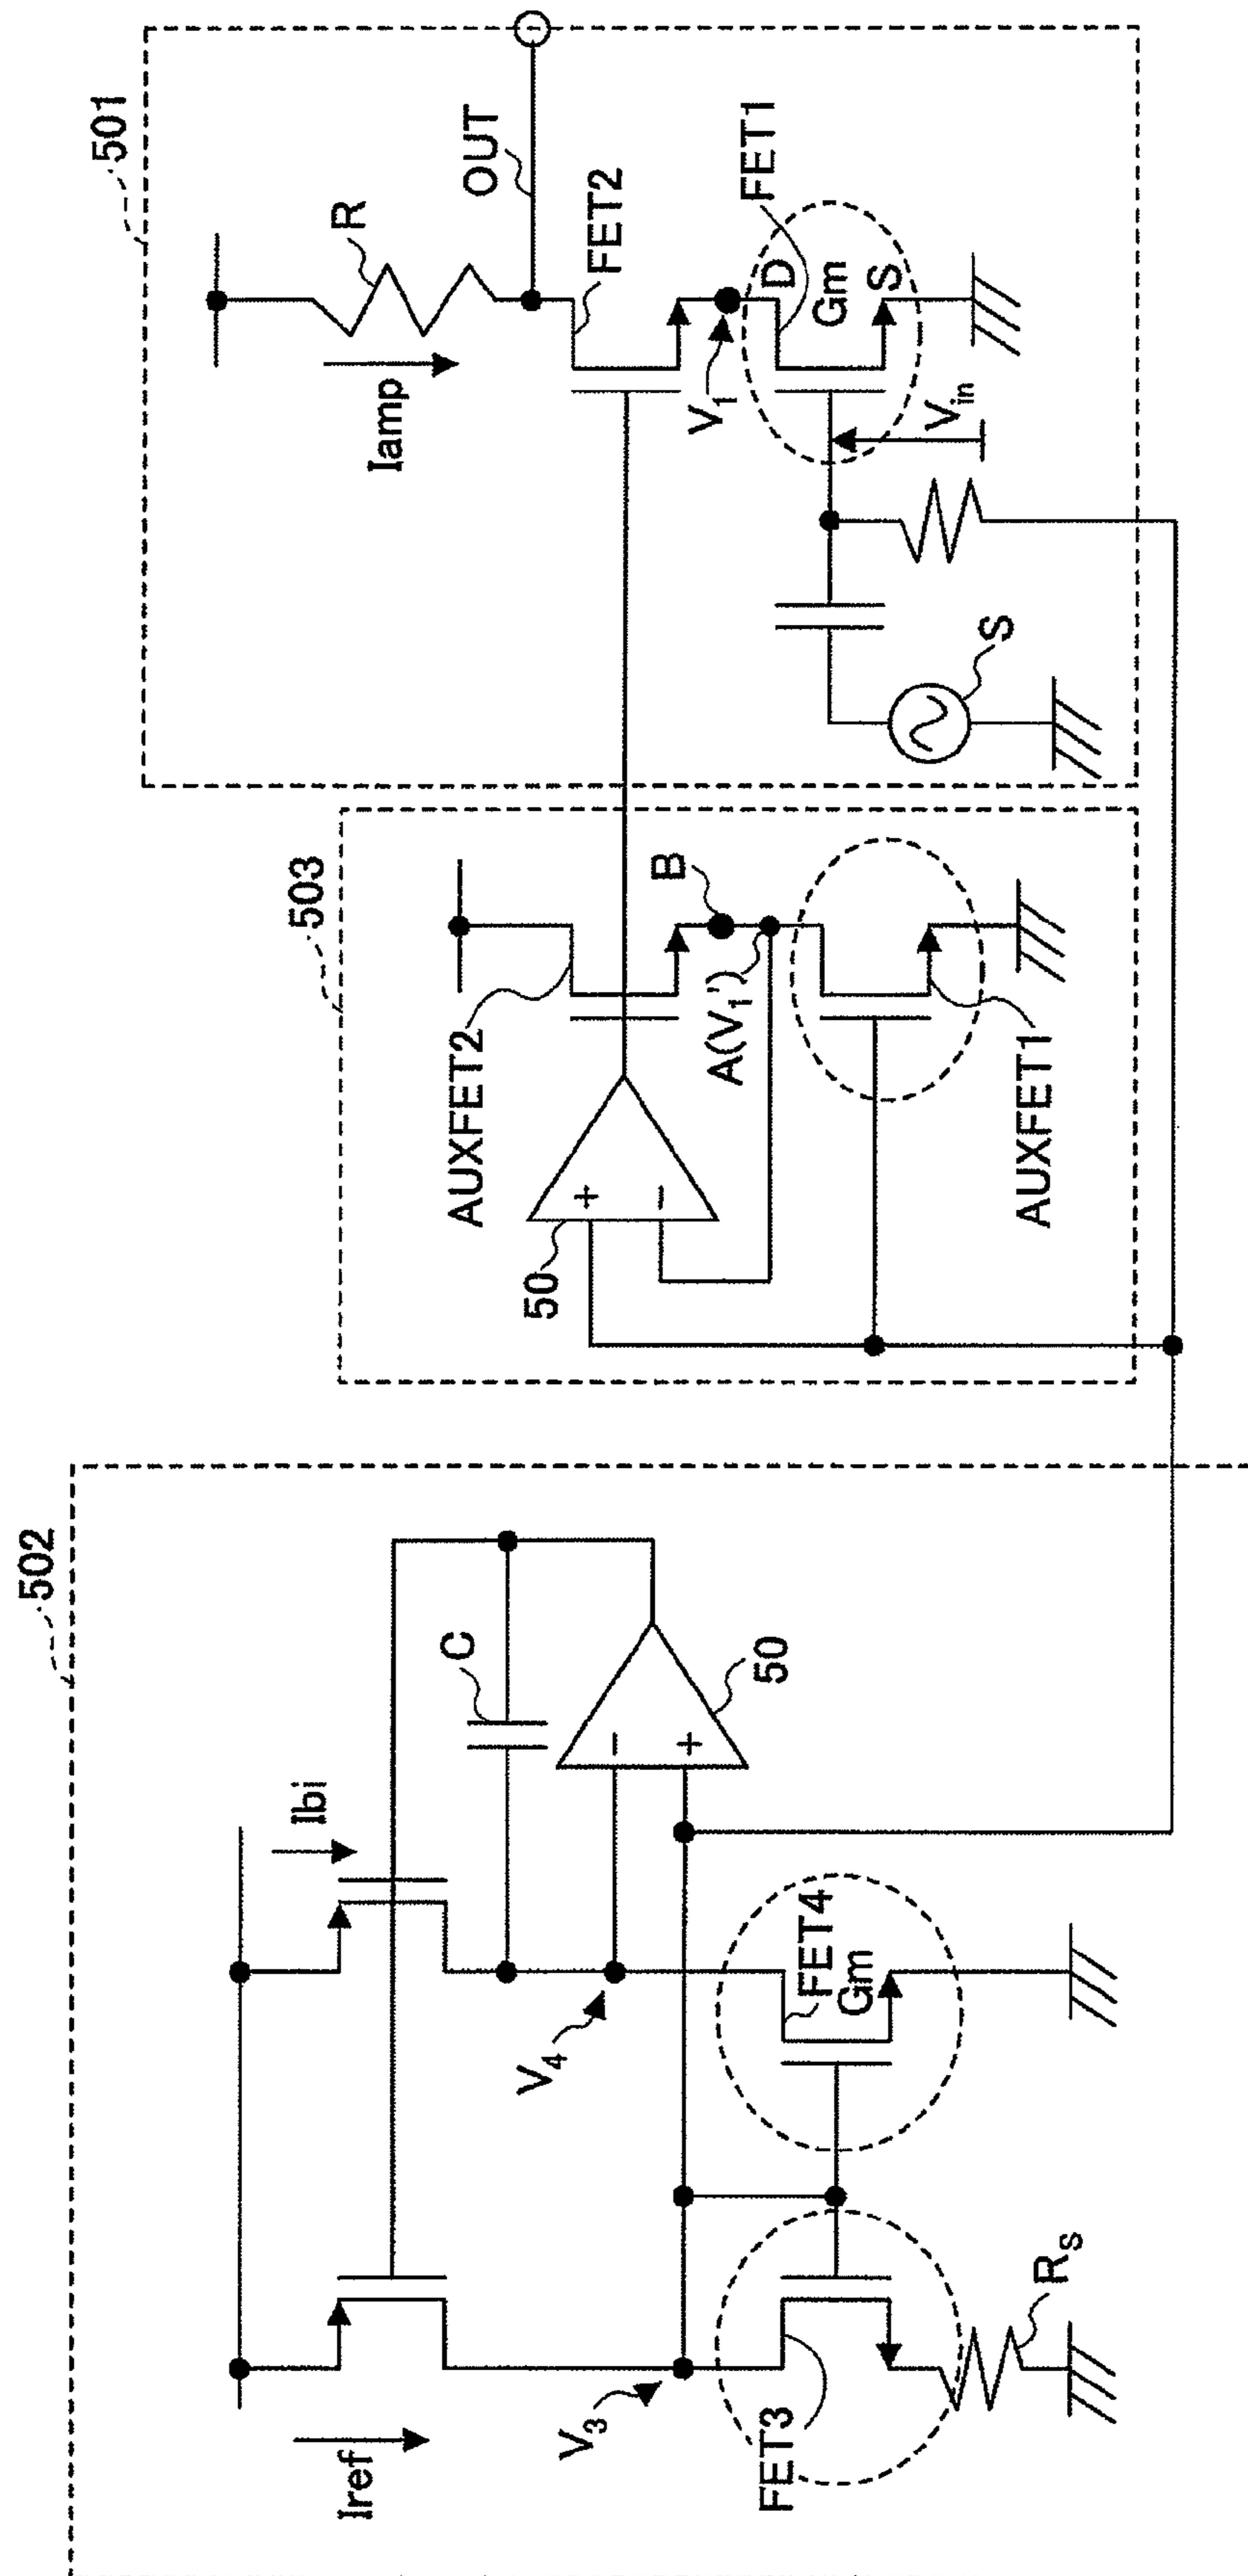 502
Iref
Ibi
C
V3
V4
-
+
50
FET3
FET4
Gm
RS
503
AUXFET2
50
+
-
B
A(V1')
AUXFET1
501
R
Iamp
OUT
FET2
V1
D
Gm
S
FET1
Vin
S